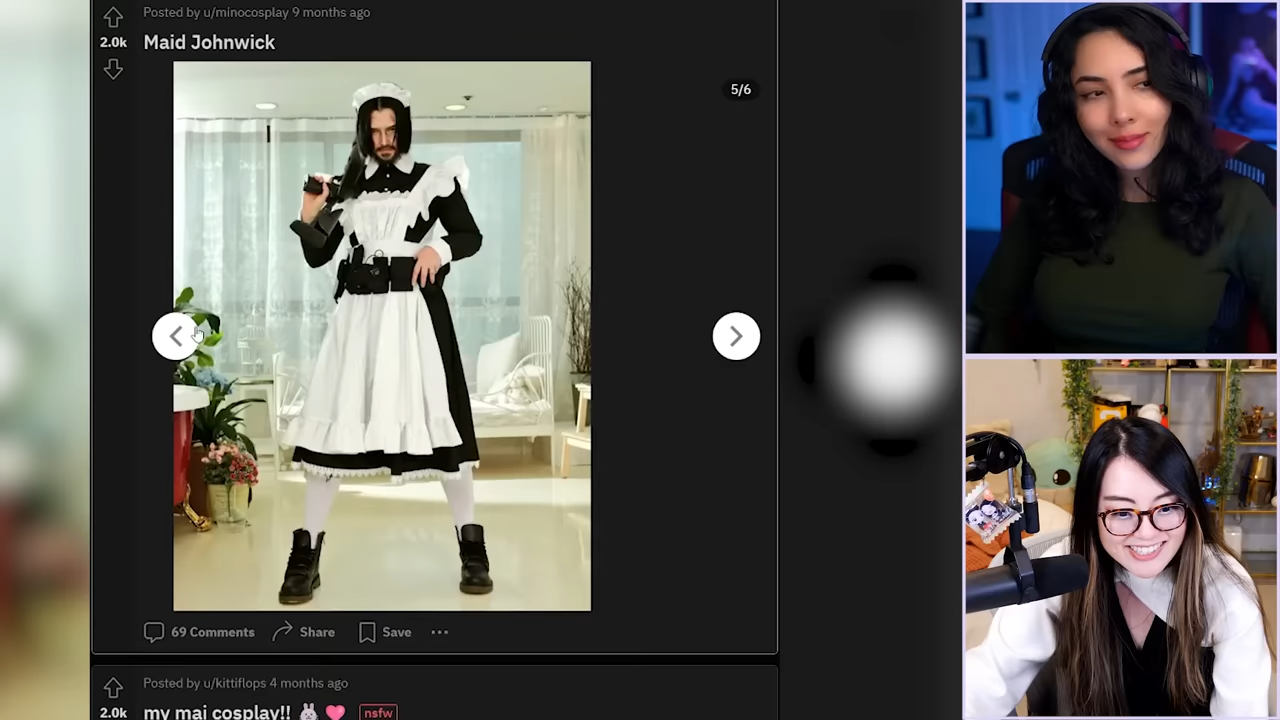 Posted by u/minocosplay 9 months ago
2.0k
Maid Johnwick
5/6
69 Comments
Share
Save
Posted by u/kittiflops 4 months ago
2.0k
my mai cosplay!! 🐰💗 nsfw